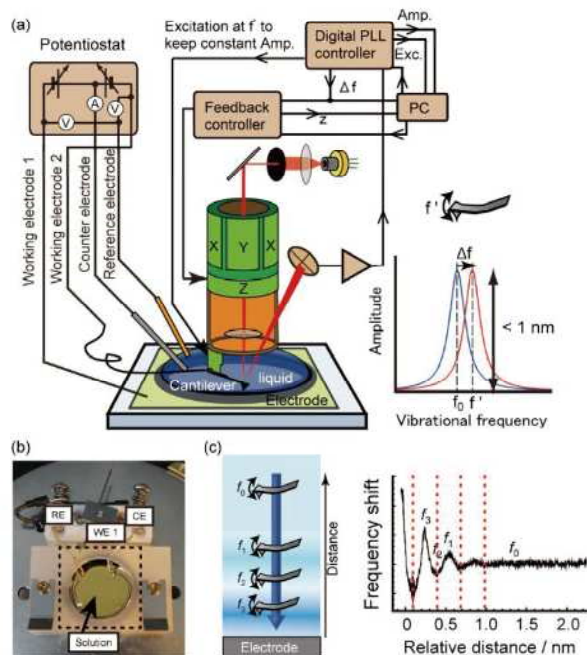 (a)
Potentiostat
A
V
V
Working electrode 1
Working electrode 2
Counter electrode
Reference electrode
Excitation at f' to
keep constant Amp.
Digital PLL
controller
Amp.
Exc.
Δf
Feedback
controller
z
PC
X
Y
X
Z
Cantilever
liquid
Electrode
f'
Δf
Amplitude
< 1 nm
f0 f'
Vibrational frequency
(b)
RE
WE 1
CE
Solution
(c)
f0
f1
f2
f3
Distance
Electrode
Frequency shift
f3
f2
f1
f0
0 0.5 1.0 1.5 2.0
Relative distance / nm